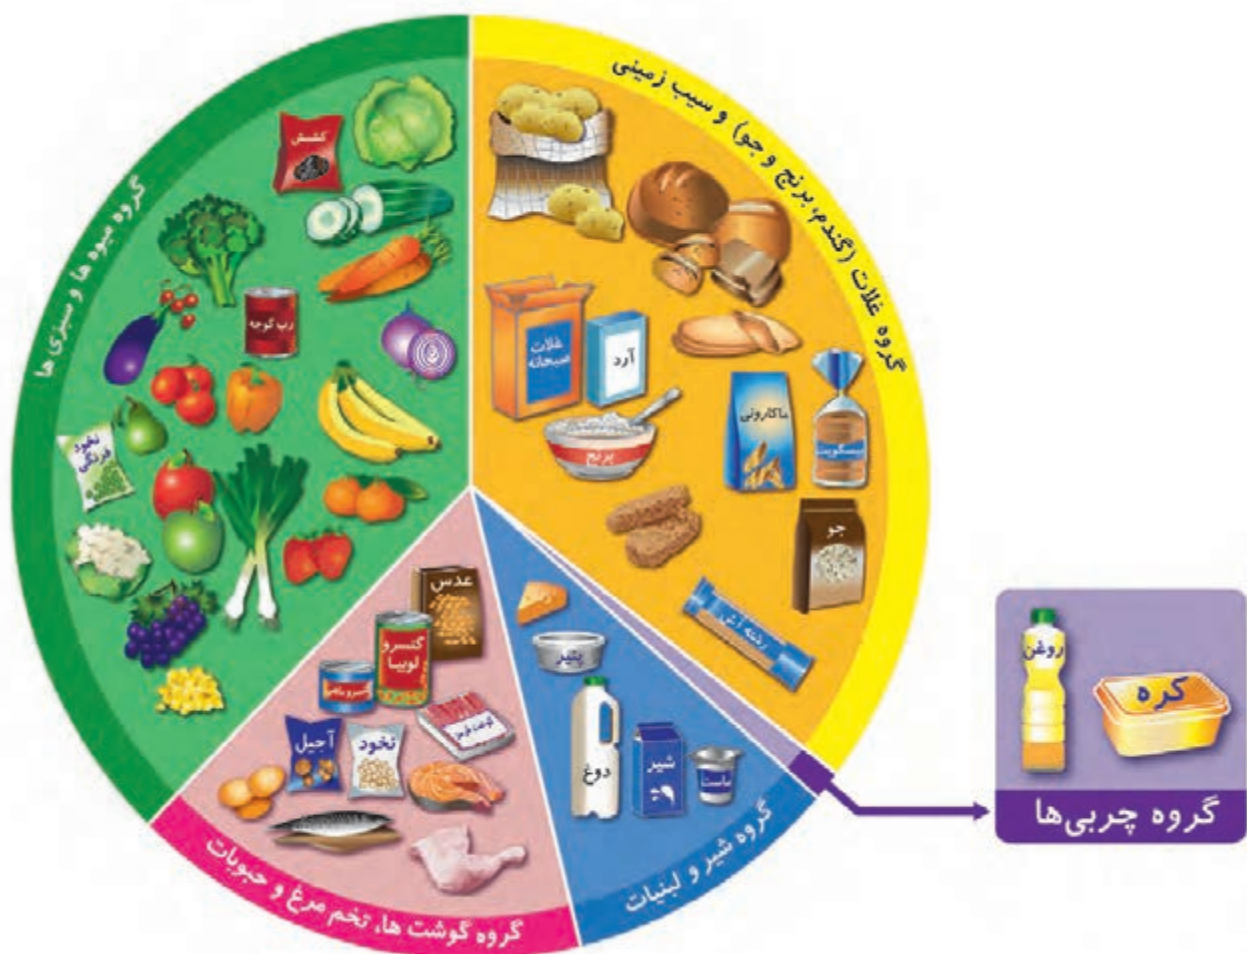 گروه غلات (گندم، برنج و جو) و سیب زمینی
غلات
صبحانه
آرد
برنج
ماکارونی
بیسکویت
جو
رشته آش
گروه میوه ها و سبزی ها
کشمش
رب گوجه
نخود
فرنگی
گروه گوشت ها، تخم مرغ و حبوبات
عدس
کنسرو
لوبیا
کنسرو ماهی
گوشت قرمز
آجیل
نخود
گروه شیر و لبنیات
پنیر
دوغ
شیر
ماست
روغن
کره
گروه چربی‌ها